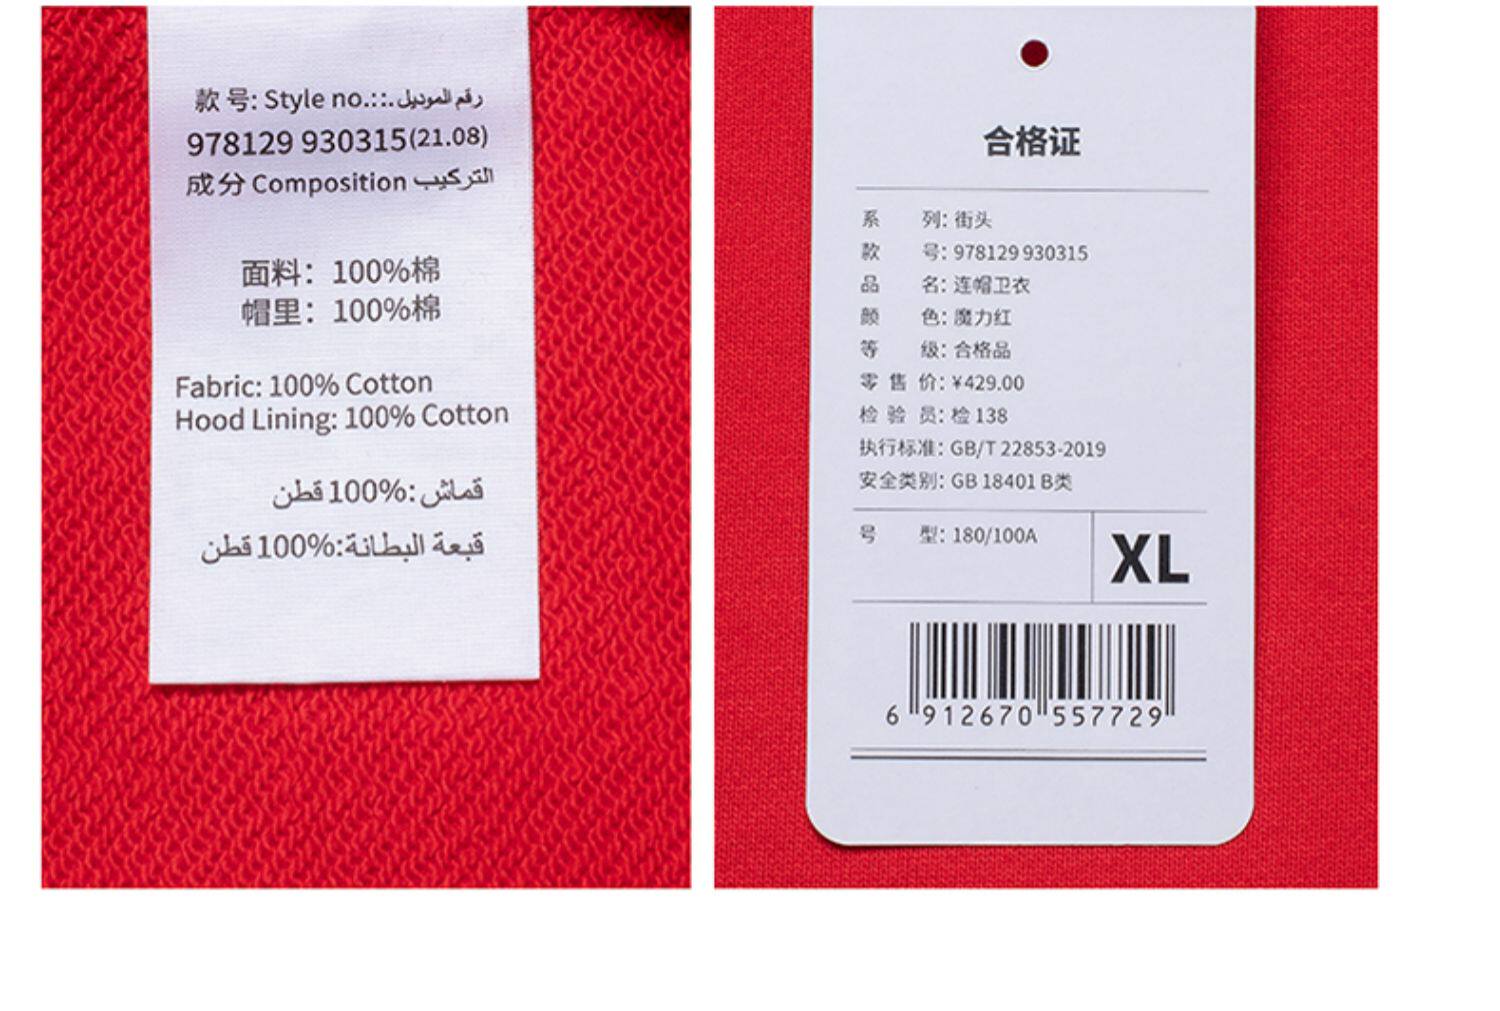 款号: Style no.::.رقم الموديل
978129 930315(21.08)
成分 Composition التركيب
面料：100%棉
帽里：100%棉
Fabric: 100% Cotton
Hood Lining: 100% Cotton
قماش:%100قطن
قبعة البطانة:%100قطن
合格证
系列: 街头
款号: 978129 930315
品名: 连帽卫衣
颜色: 魔力红
等级: 合格品
零售价: ¥429.00
检验员: 检 138
执行标准: GB/T 22853-2019
安全类别: GB 18401 B类
号型: 180/100A
XL
6 912670 557729